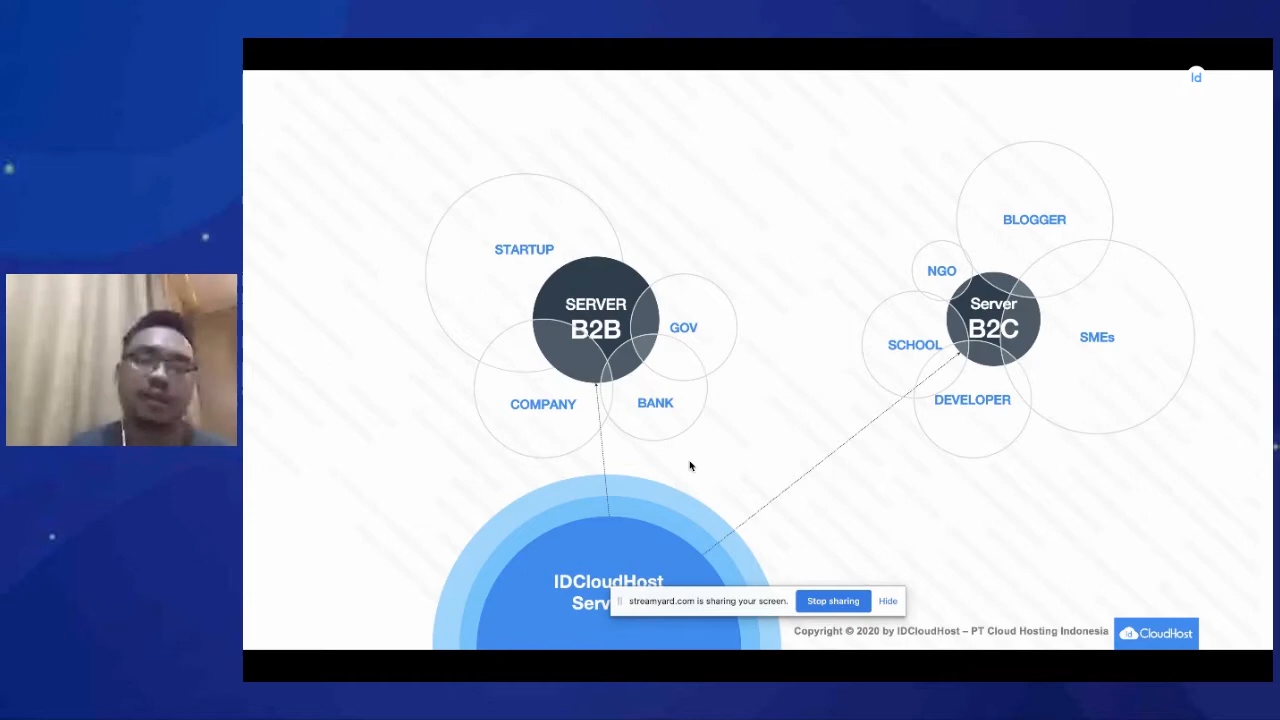 Id
STARTUP
SERVER
B2B
GOV
COMPANY
BANK
BLOGGER
NGO
Server
B2C
SCHOOL
SMEs
DEVELOPER
IDCloudHost
streamyard.com is sharing your screen.
Stop sharing
Hide
Copyright © 2020 by IDCloudHost – PT Cloud Hosting Indonesia
id CloudHost